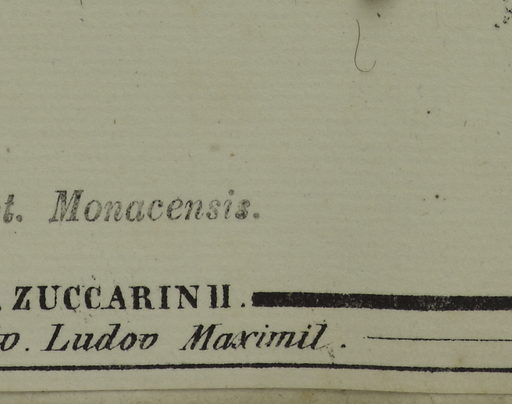 t. Monacensis.
. ZUCCARINII.
v. Ludov Maximil.